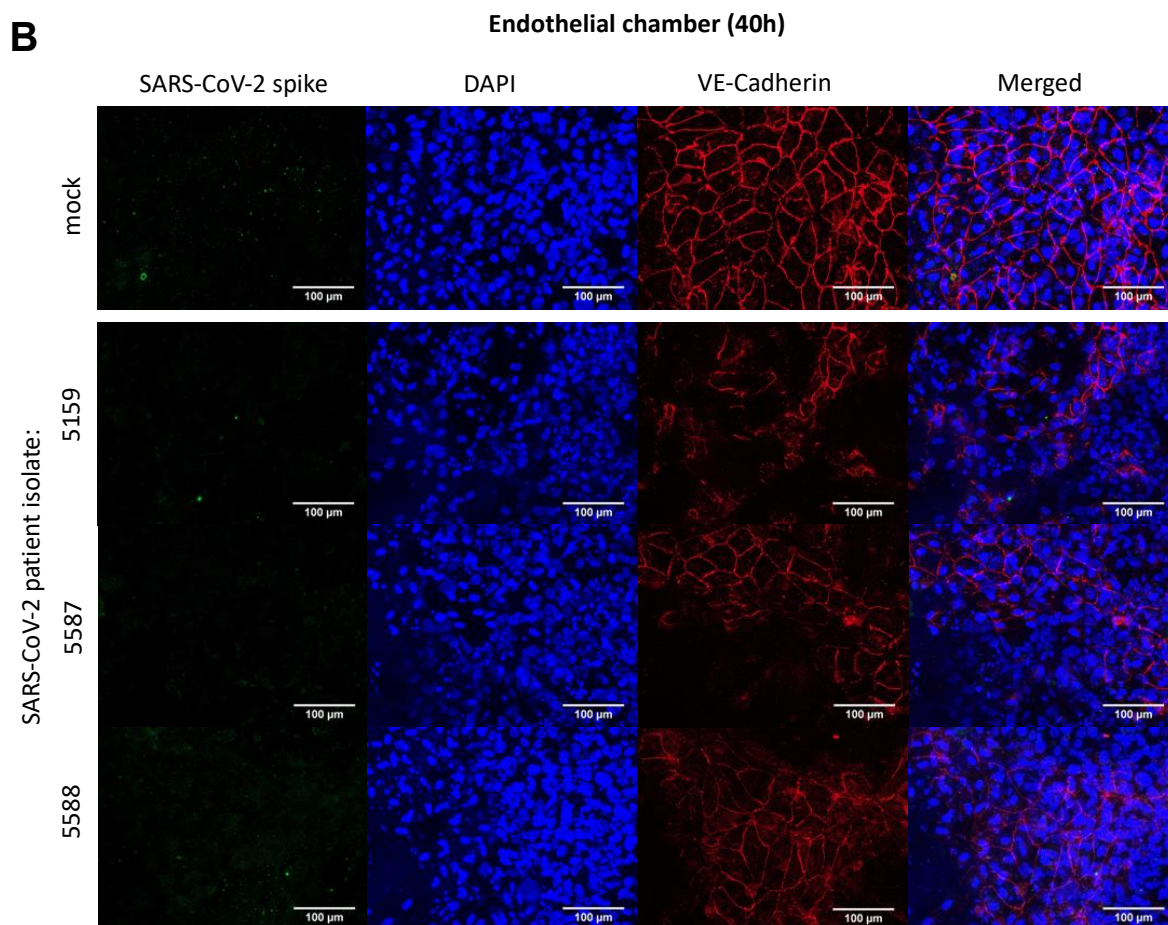 B
Endothelial chamber (40h)
SARS-CoV-2 spike DAPI VE-Cadherin Merged
mock
100 µm 100 µm 100 µm 100 µm
SARS-CoV-2 patient isolate:
5159
100 µm 100 µm 100 µm 100 µm
5587
100 µm 100 µm 100 µm 100 µm
5588
100 µm 100 µm 100 µm 100 µm